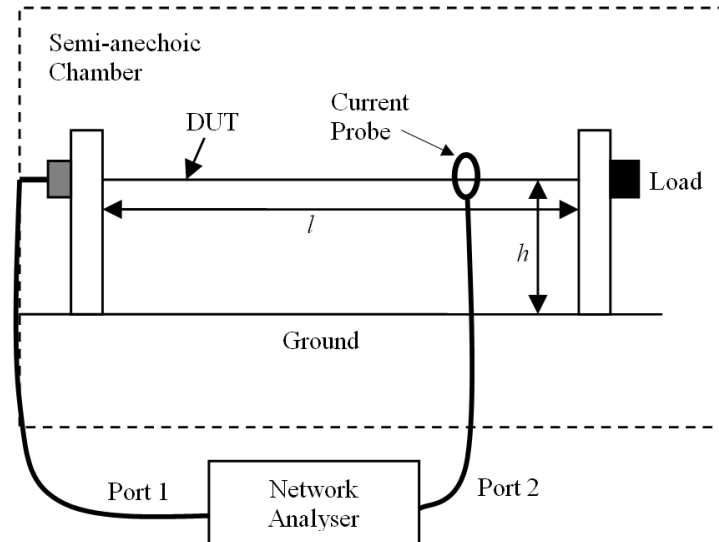 Semi-anechoic
Chamber
Current
Probe
DUT
Load
l
h
Ground
Port 1
Network
Analyser
Port 2